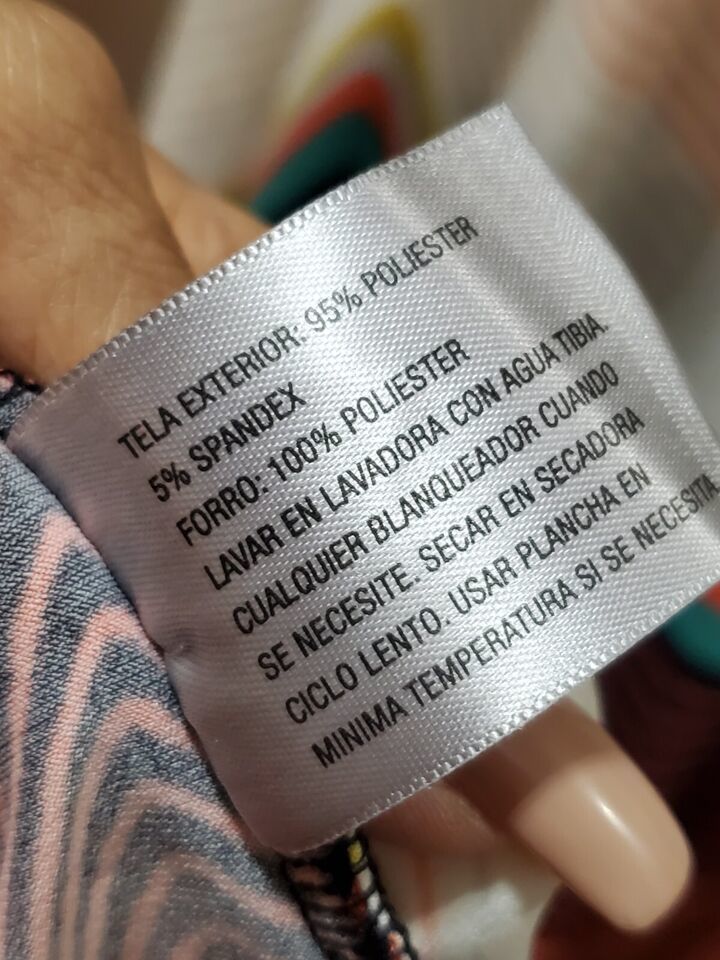 TELA EXTERIOR: 95% POLIESTER
5% SPANDEX
FORRO: 100% POLIESTER
LAVAR EN LAVADORA CON AGUA TIBIA.
CUALQUIER BLANQUEADOR CUANDO
SE NECESITE. SECAR EN SECADORA
CICLO LENTO. USAR PLANCHA EN
MINIMA TEMPERATURA SI SE NECESITA